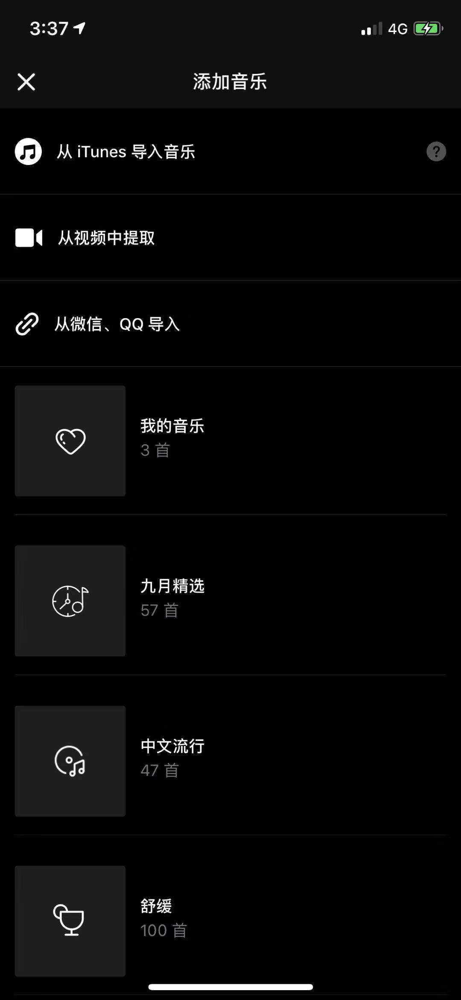 3:37
4G
添加音乐
从 iTunes 导入音乐
?
从视频中提取
从微信、QQ 导入
我的音乐
3 首
九月精选
57 首
中文流行
47 首
舒缓
100 首